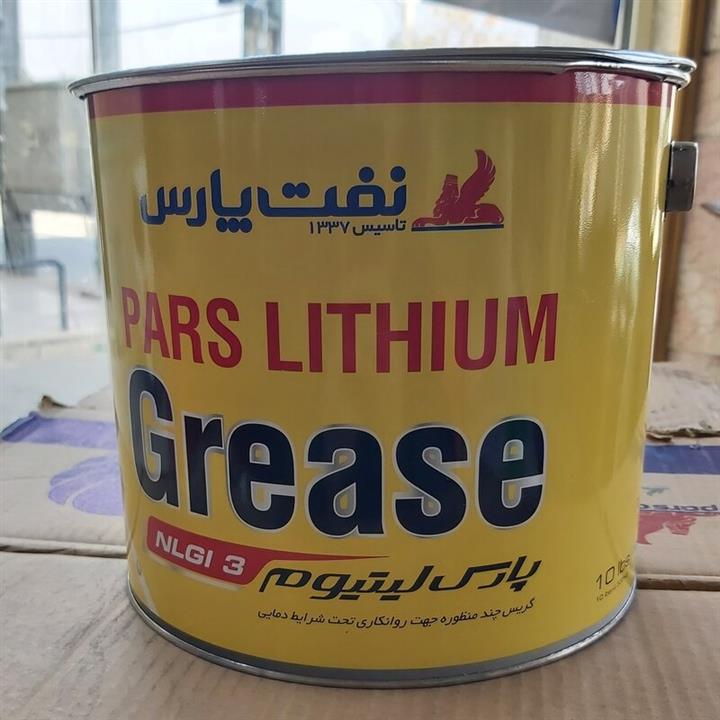 نفت پارس
تاسیس ۱۳۳۷
PARS LITHIUM
Grease
NLGI 3
پارس لیتیوم
گریس چند منظوره جهت روانکاری تحت شرایط دمایی
10 lbs